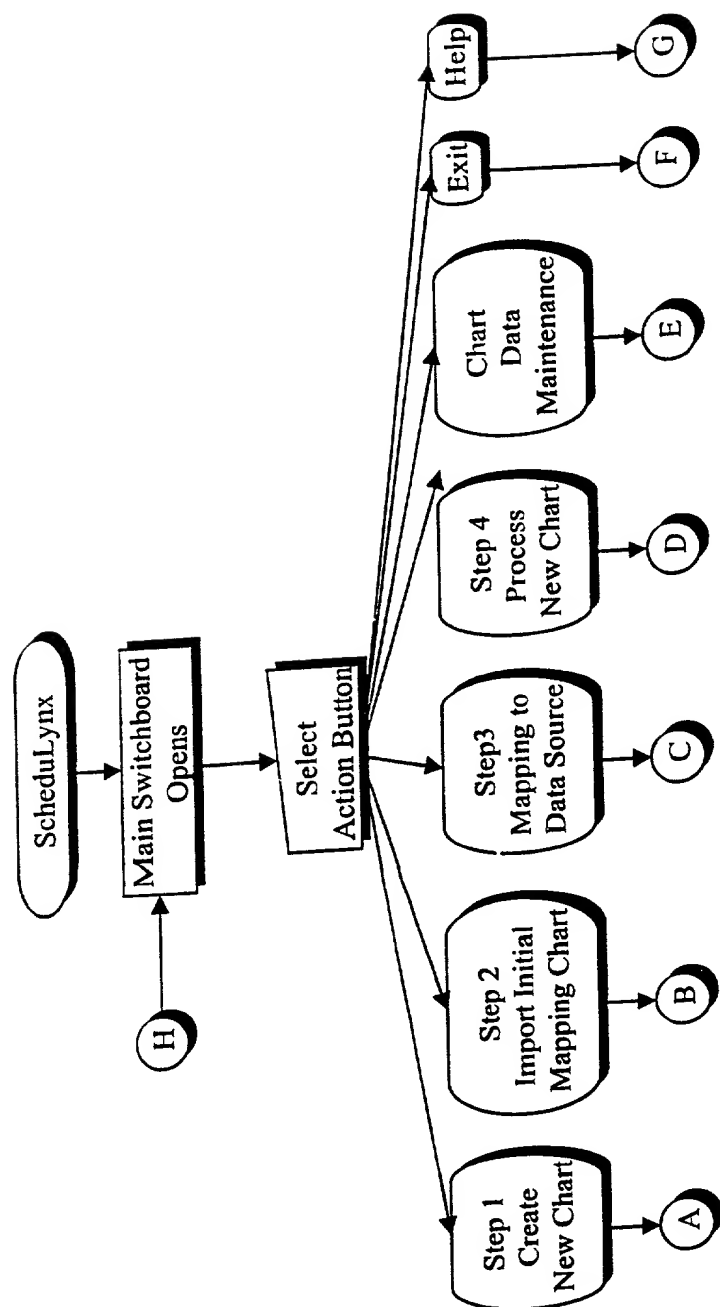 ScheduLynx
H
Main Switchboard
Opens
Select
Action Button
Step 1
Create
New Chart
Step 2
Import Initial
Mapping Chart
Step3
Mapping to
Data Source
Step 4
Process
New Chart
Chart
Data
Maintenance
Exit
Help
A
B
C
D
E
F
G